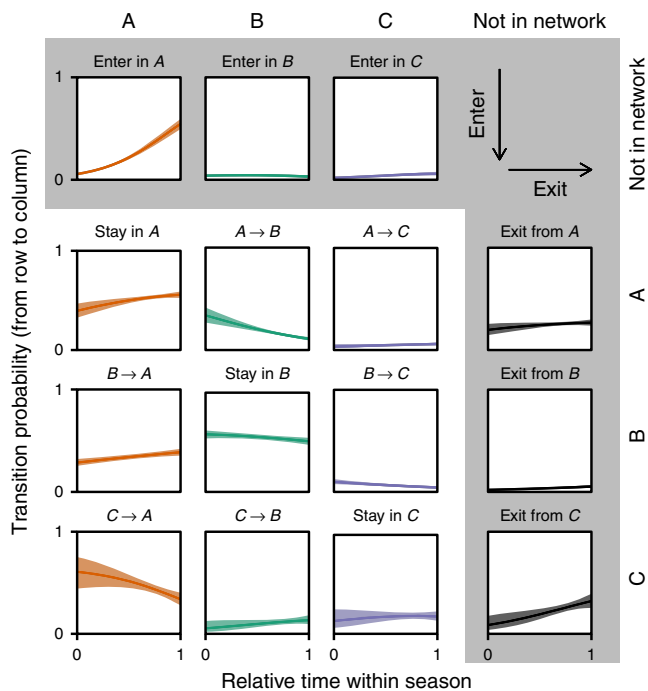 A B C Not in network
Enter in A Enter in B Enter in C
1
0
Enter
Exit
Not in network
Transition probability (from row to column)
Stay in A A → B A → C Exit from A
1
0
A
B → A Stay in B B → C Exit from B
1
0
B
C → A C → B Stay in C Exit from C
1
0
C
0 1 0 1 0 1 0 1
Relative time within season